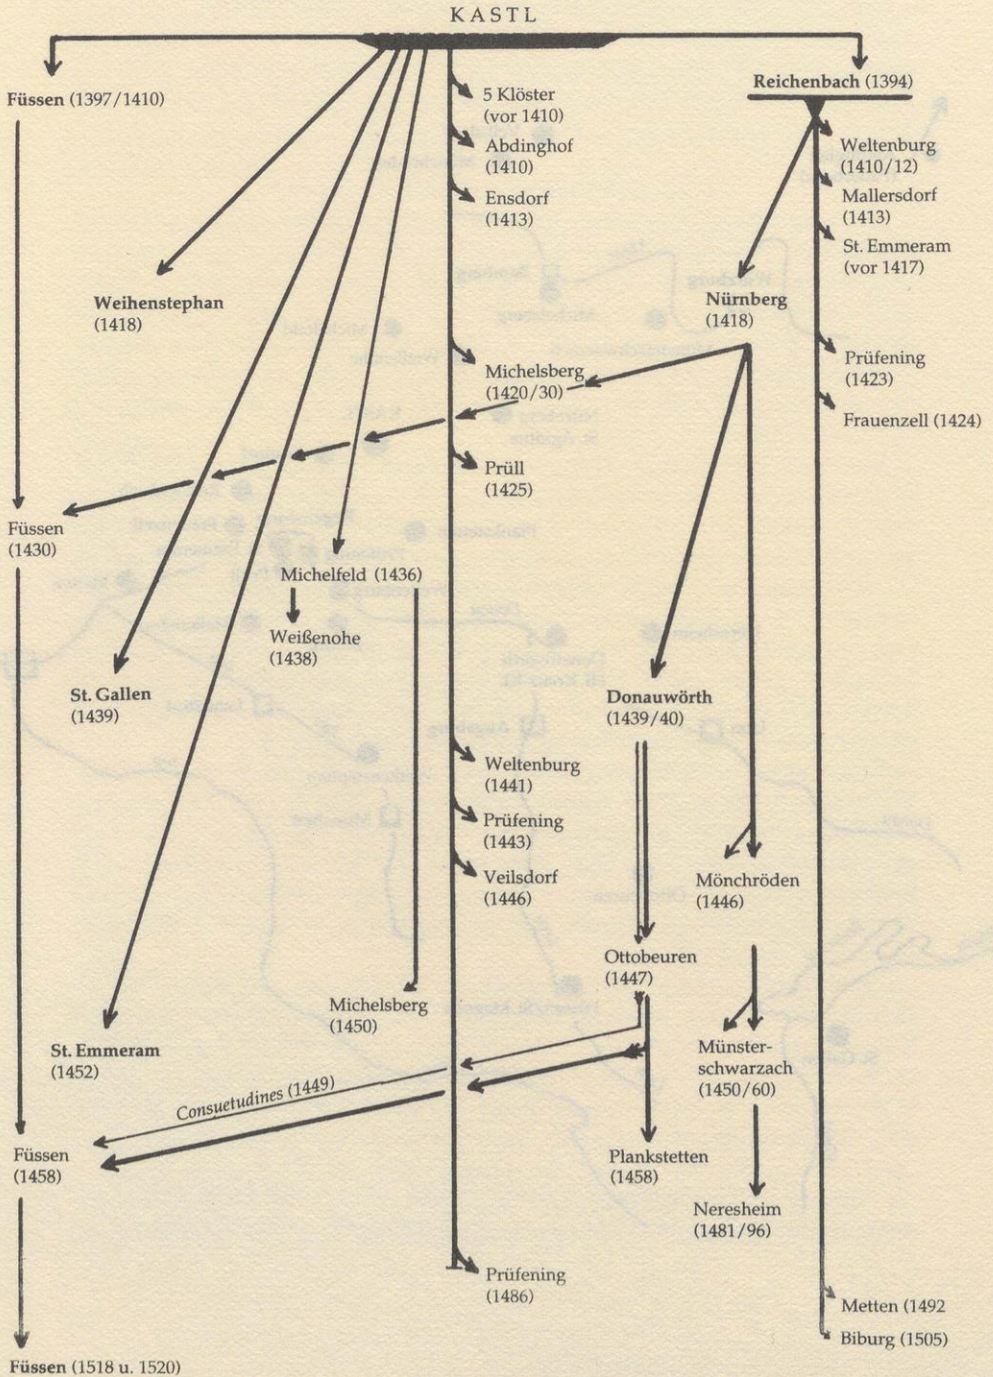 KASTL
Füssen (1397/1410)
5 Klöster
(vor 1410)
Abdinghof
(1410)
Ensdorf
(1413)
Reichenbach (1394)
Weltenburg
(1410/12)
Mallersdorf
(1413)
St. Emmeram
(vor 1417)
Weihenstephan
(1418)
Nürnberg
(1418)
Michelsberg
(1420/30)
Prüfening
(1423)
Frauenzell (1424)
Prüll
(1425)
Füssen
(1430)
Michelfeld (1436)
Weißenohe
(1438)
St. Gallen
(1439)
Donauwörth
(1439/40)
Weltenburg
(1441)
Prüfening
(1443)
Veilsdorf
(1446)
Mönchröden
(1446)
Ottobeuren
(1447)
Michelsberg
(1450)
St. Emmeram
(1452)
Münster-
schwarzach
(1450/60)
Consuetudines (1449)
Füssen
(1458)
Plankstetten
(1458)
Neresheim
(1481/96)
Prüfening
(1486)
Metten (1492
Biburg (1505)
Füssen (1518 u. 1520)